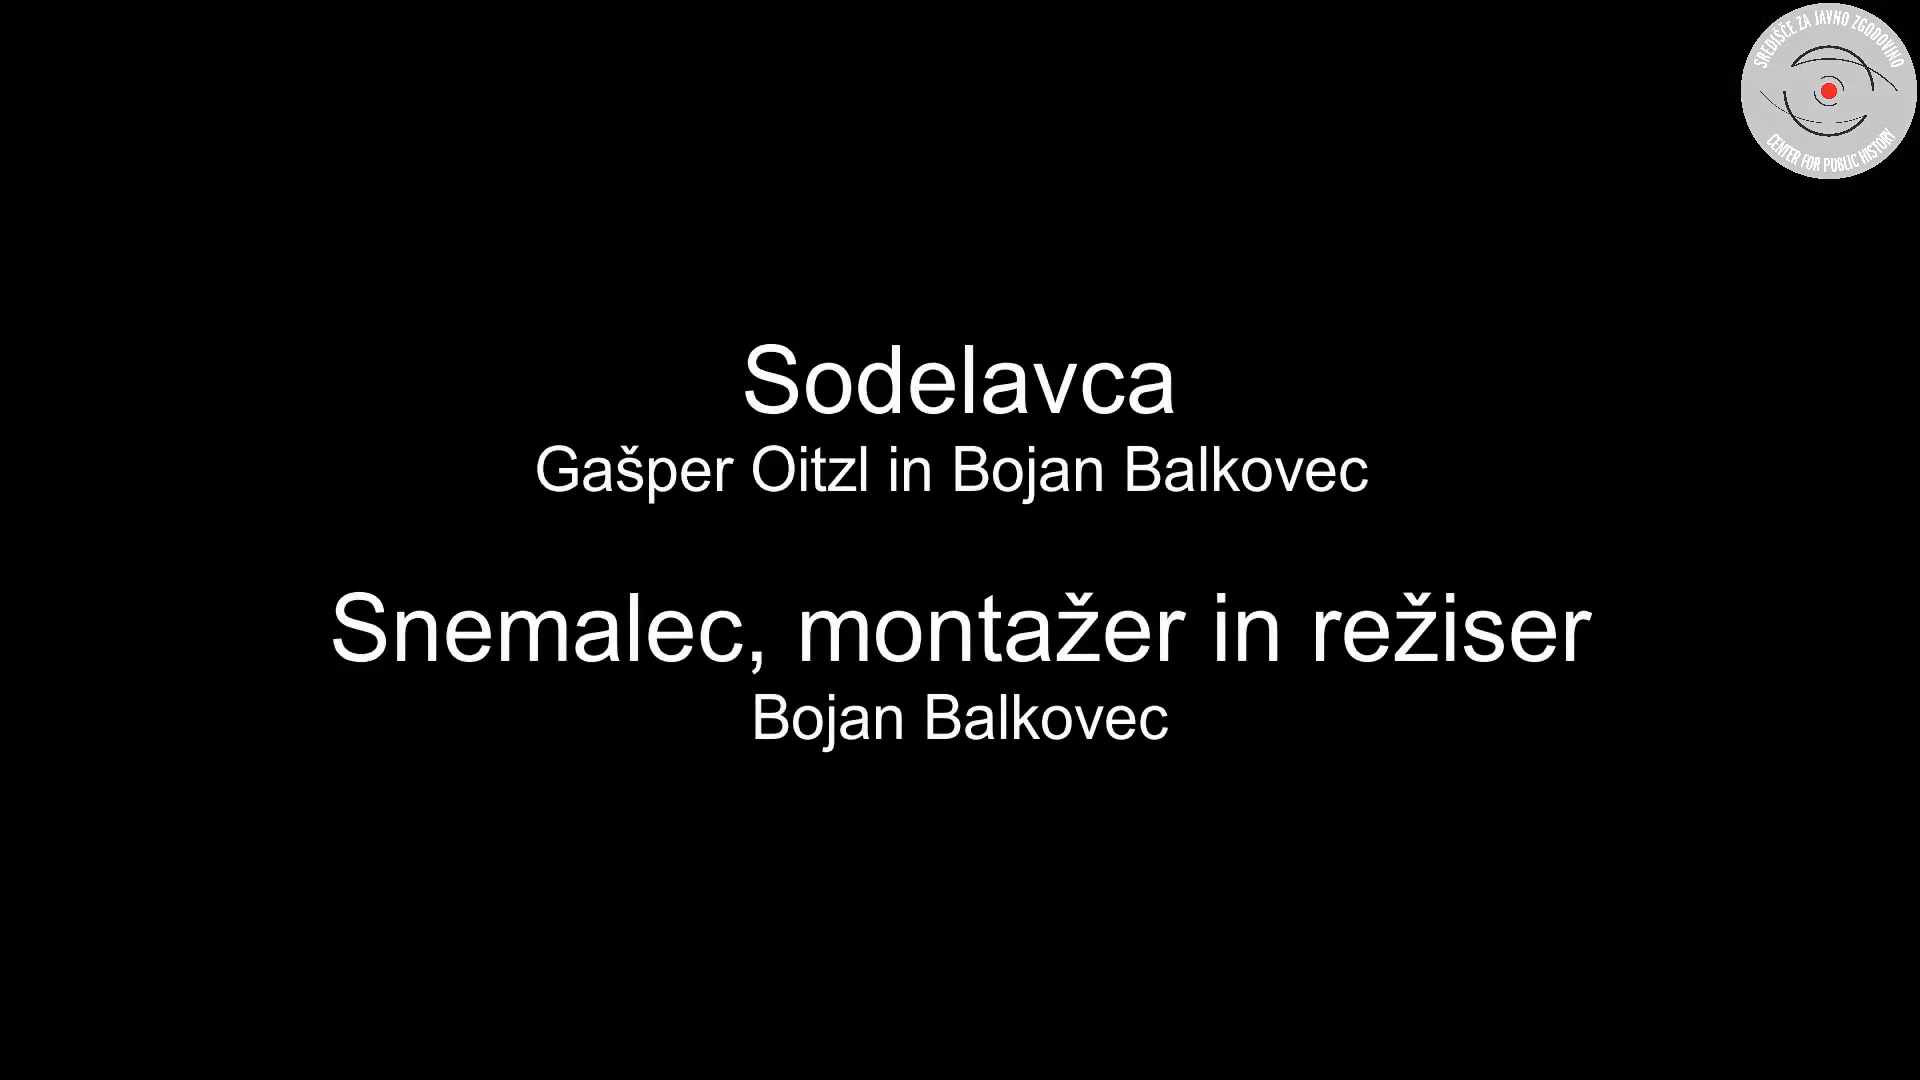 SREDIŠČE ZA JAVNO ZGODOVINO
CENTER FOR PUBLIC HISTORY
Sodelavca
Gašper Oitzl in Bojan Balkovec
Snemalec, montažer in režiser
Bojan Balkovec